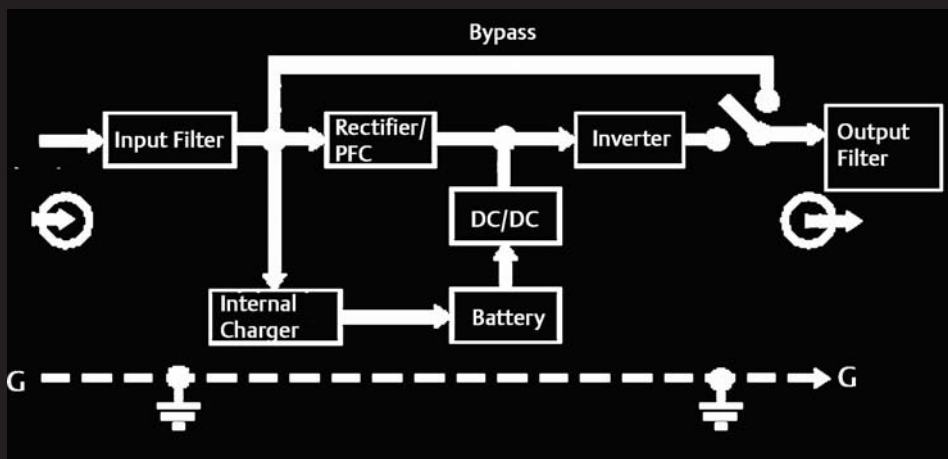 Bypass
Input Filter
Rectifier/
PFC
Inverter
Output
Filter
DC/DC
Internal
Charger
Battery
G
G